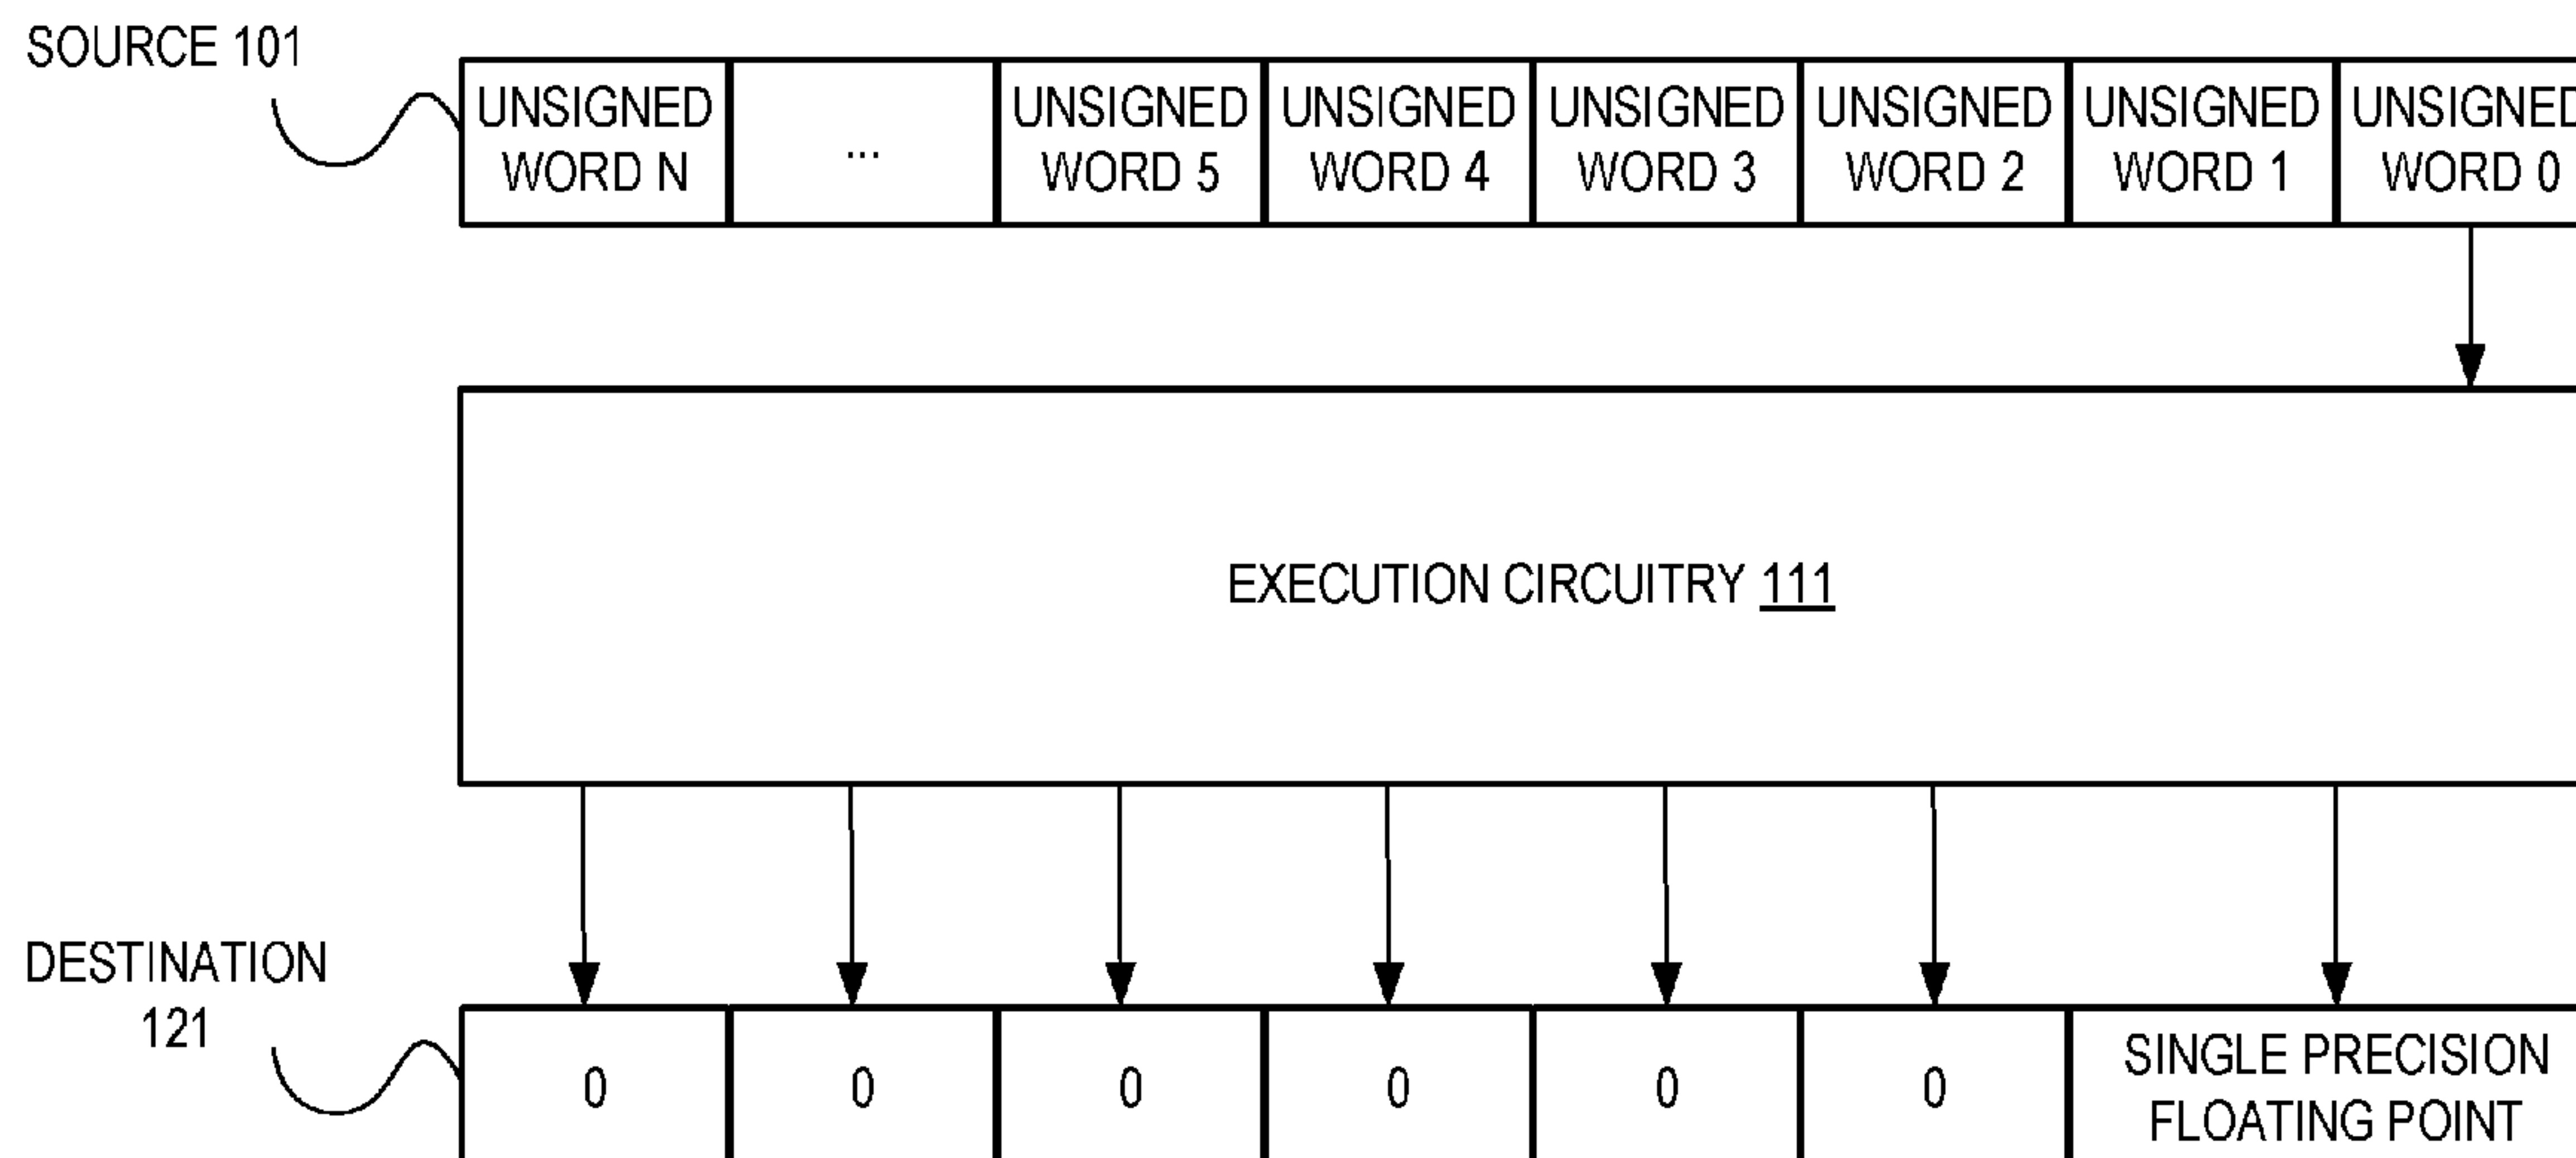 SOURCE 101
UNSIGNED UNSIGNED UNSIGNED UNSIGNED UNSIGNED UNSIGNED UNSIGNED
WORD N ... WORD 5 WORD 4 WORD 3 WORD 2 WORD 1 WORD 0
EXECUTION CIRCUITRY 111
DESTINATION
121
0 0 0 0 0 0
SINGLE PRECISION
FLOATING POINT